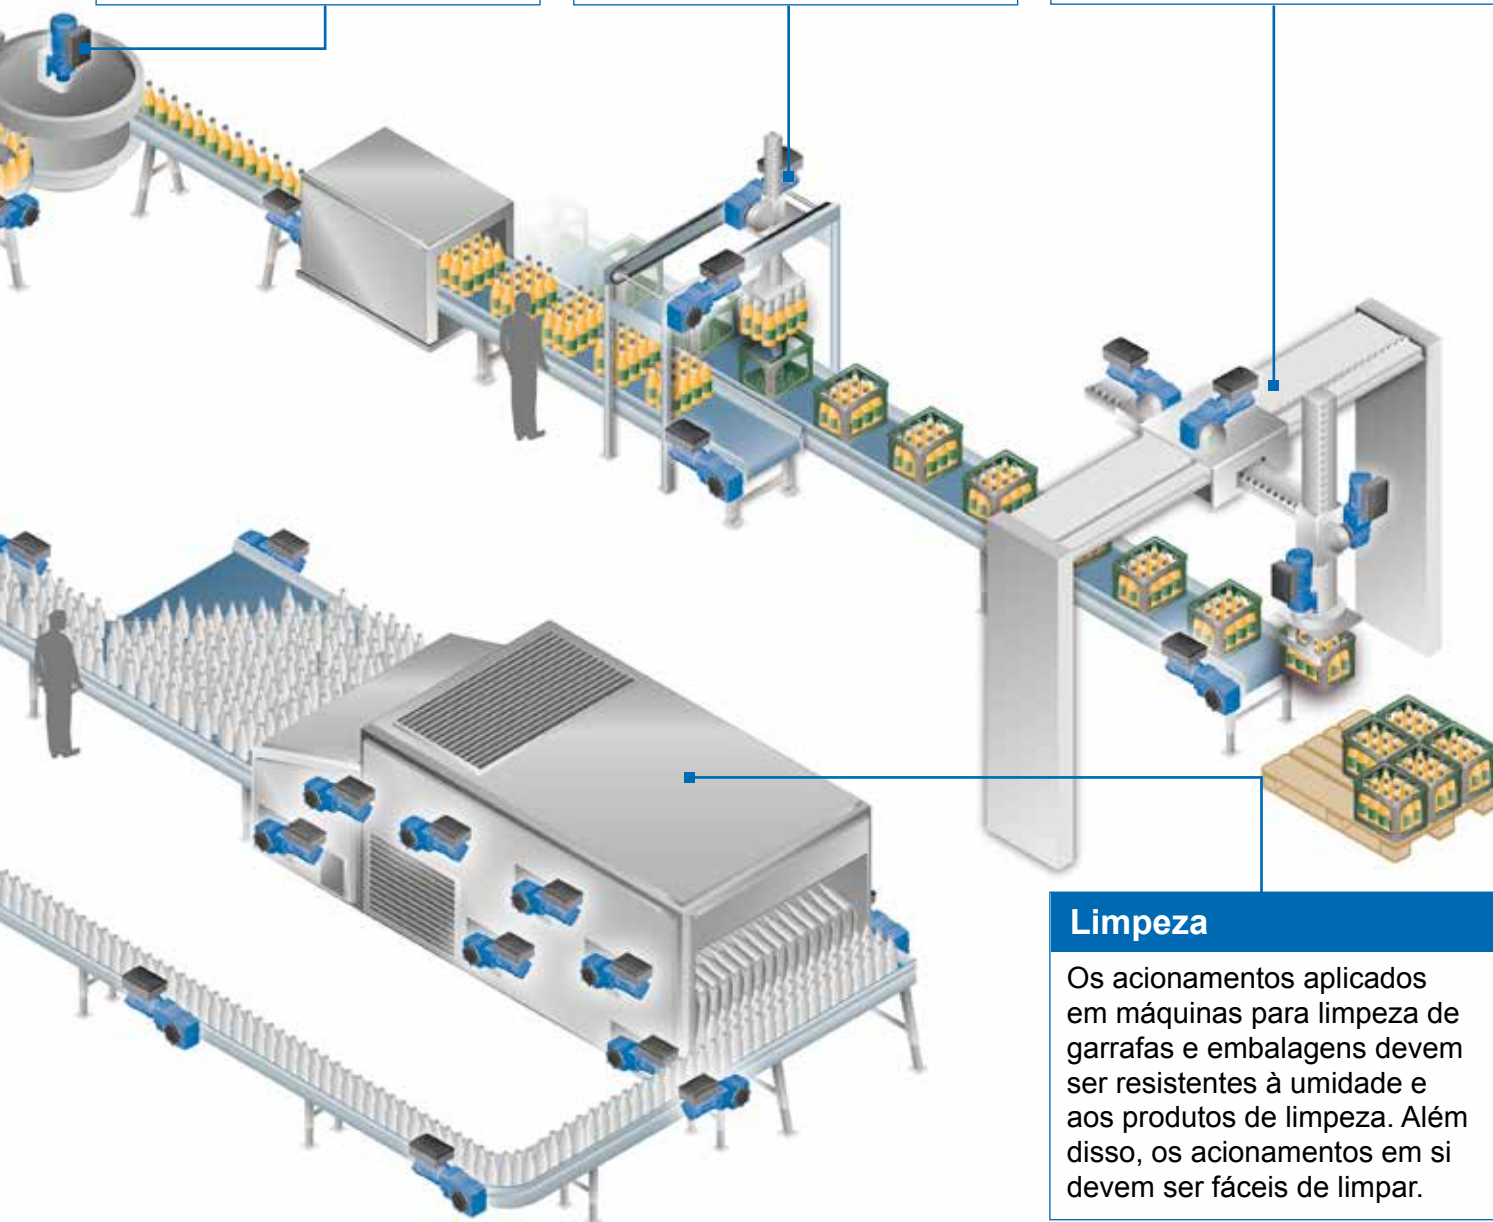 Limpeza
Os acionamentos aplicados
em máquinas para limpeza de
garrafas e embalagens devem
ser resistentes à umidade e
aos produtos de limpeza. Além
disso, os acionamentos em si
devem ser fáceis de limpar.